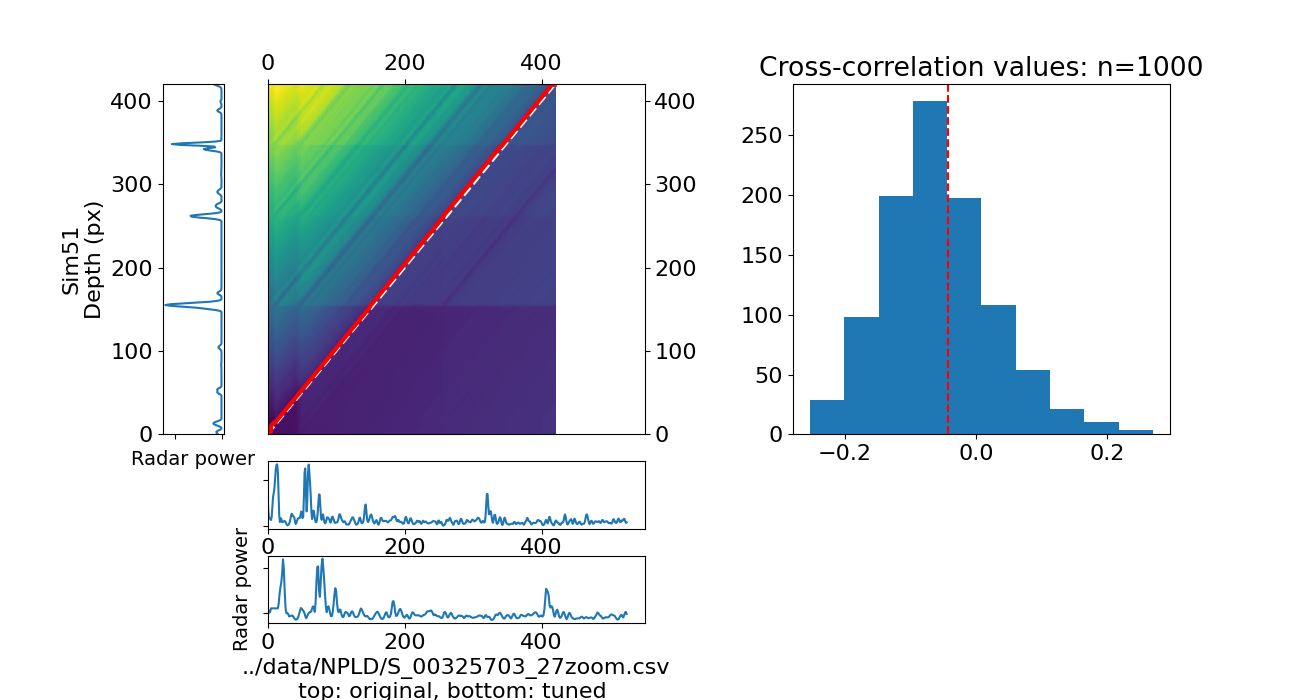 0 200 400
Cross-correlation values: n=1000
400
300
200
100
0
Sim51
Depth (px)
Radar power
400
300
200
100
0
250
200
150
100
50
0
−0.2 0.0 0.2
0 200 400
Radar power
0 200 400
../data/NPLD/S_00325703_27zoom.csv
top: original, bottom: tuned